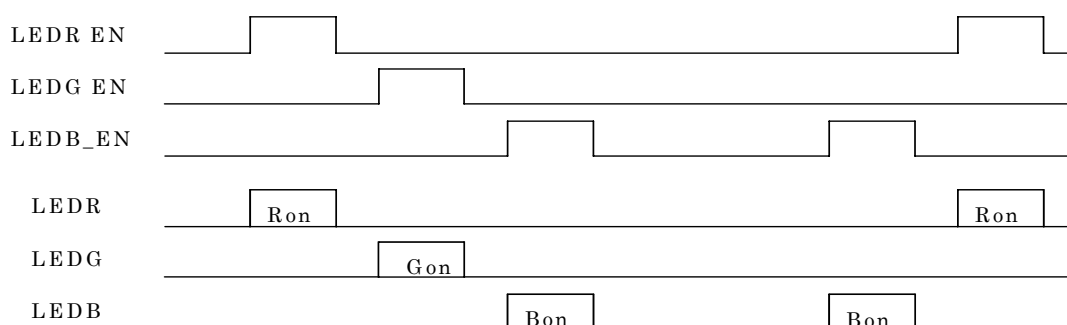 LEDR EN
LEDG EN
LEDB_EN
LEDR Ron Ron
LEDG Gon
LEDB Bon Bon